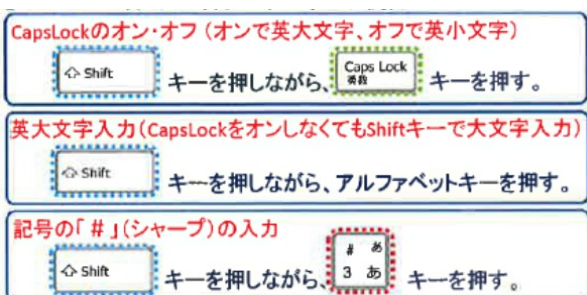 CapsLockのオン・オフ（オンで英大文字、オフで英小文字）
⇧ Shift キーを押しながら、 Caps Lock 英数 キーを押す。
英大文字入力（CapsLockをオンしなくてもShiftキーで大文字入力）
⇧ Shift キーを押しながら、アルファベットキーを押す。
記号の「＃」（シャープ）の入力
⇧ Shift キーを押しながら、 # ぁ 3 あ キーを押す。